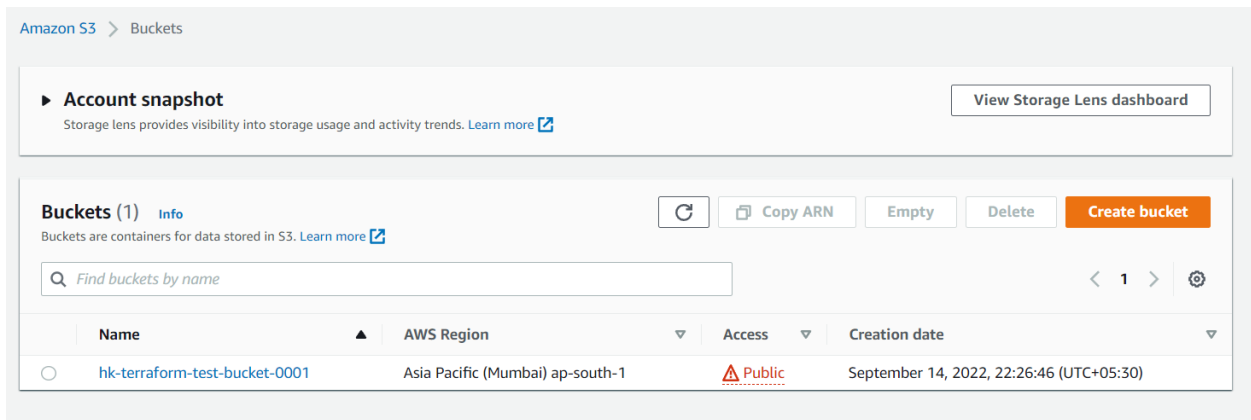 Amazon S3 > Buckets
Account snapshot
View Storage Lens dashboard
Storage lens provides visibility into storage usage and activity trends. Learn more
Buckets (1) Info
Copy ARN Empty Delete Create bucket
Buckets are containers for data stored in S3. Learn more
Find buckets by name
< 1 >
Name AWS Region Access Creation date
hk-terraform-test-bucket-0001 Asia Pacific (Mumbai) ap-south-1 Public September 14, 2022, 22:26:46 (UTC+05:30)